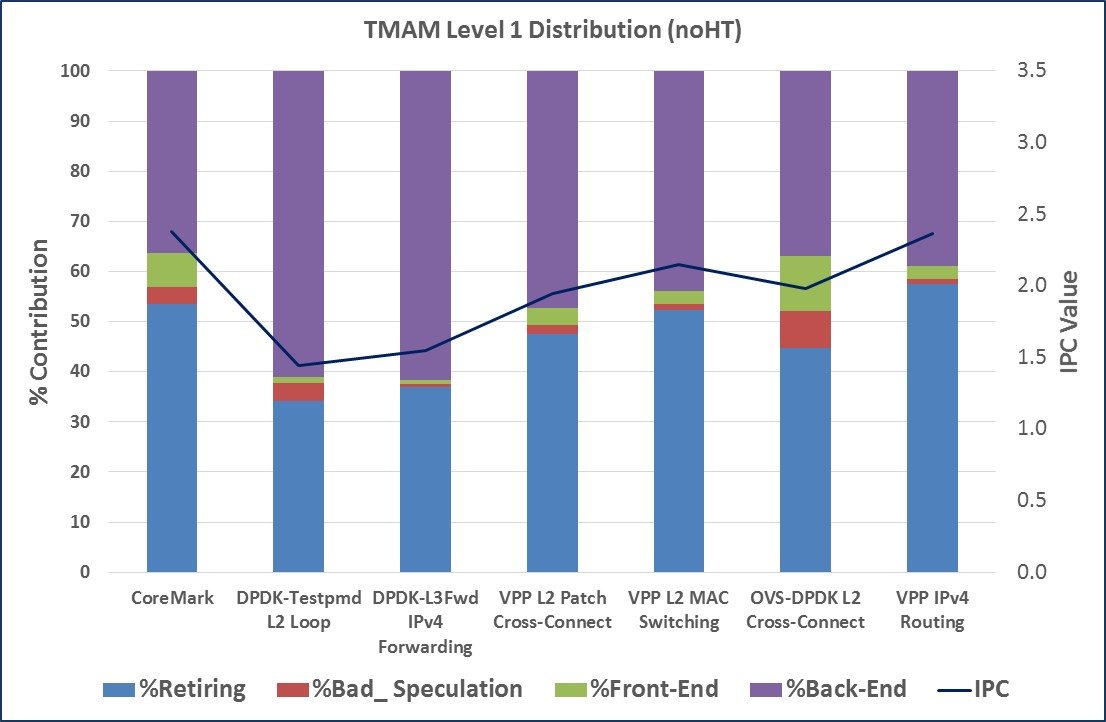 TMAM Level 1 Distribution (noHT)
% Contribution
100
90
80
70
60
50
40
30
20
10
0
3.5
3.0
2.5
2.0
1.5
1.0
0.5
0.0
IPC Value
CoreMark
DPDK-Testpmd
L2 Loop
DPDK-L3Fwd
IPv4
Forwarding
VPP L2 Patch
Cross-Connect
VPP L2 MAC
Switching
OVS-DPDK L2
Cross-Connect
VPP IPv4
Routing
%Retiring %Bad_ Speculation %Front-End %Back-End IPC